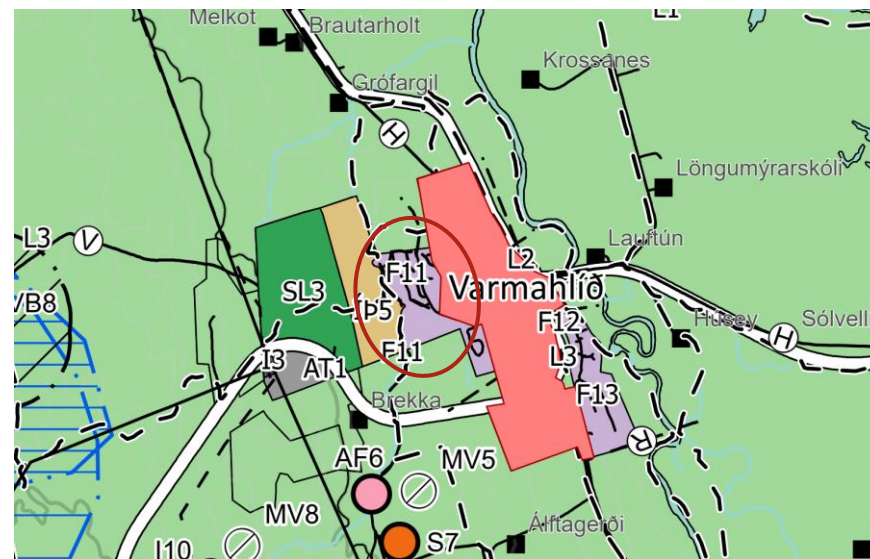 Melkot
L1
Brautarholt
Krossanes
Grófargil
H
Löngumýrarskóli
L3
V
Lauftún
L2
F11
Varmahlíð
SL3
VB8
ÍÞ5
F12
Húsey
Sólvell
H
F11
I3
AT1
L3
F13
Brekka
R
AF6
MV5
MV8
Álftagerði
I10
S7